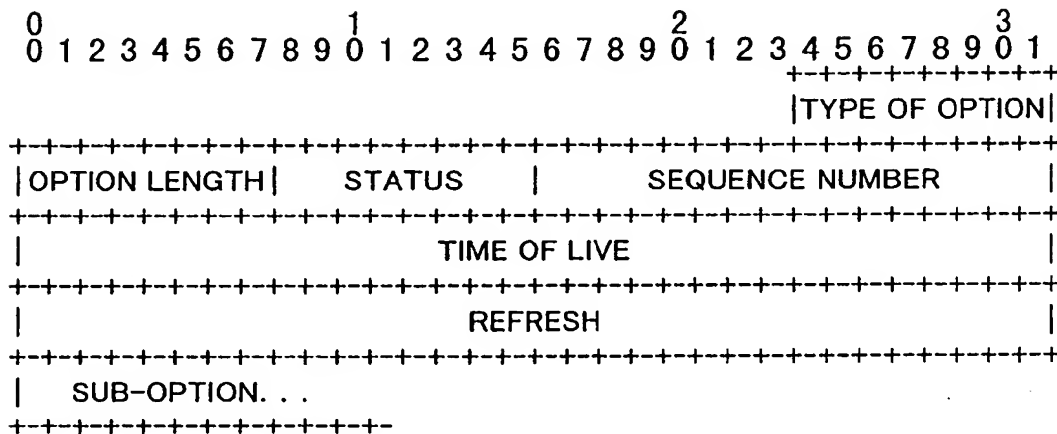 0 1 2 3
0 1 2 3 4 5 6 7 8 9 0 1 2 3 4 5 6 7 8 9 0 1 2 3 4 5 6 7 8 9 0 1
+-+-+-+-+-+-+-+-+
|TYPE OF OPTION|
+-+-+-+-+-+-+-+-+-+-+-+-+-+-+-+-+-+-+-+-+-+-+-+-+-+-+-+-+-+-+-+-+
|OPTION LENGTH| STATUS | SEQUENCE NUMBER |
+-+-+-+-+-+-+-+-+-+-+-+-+-+-+-+-+-+-+-+-+-+-+-+-+-+-+-+-+-+-+-+-+
| TIME OF LIVE |
+-+-+-+-+-+-+-+-+-+-+-+-+-+-+-+-+-+-+-+-+-+-+-+-+-+-+-+-+-+-+-+-+
| REFRESH |
+-+-+-+-+-+-+-+-+-+-+-+-+-+-+-+-+-+-+-+-+-+-+-+-+-+-+-+-+-+-+-+-+
| SUB-OPTION. . .
+-+-+-+-+-+-+-+-+-+-+-+-